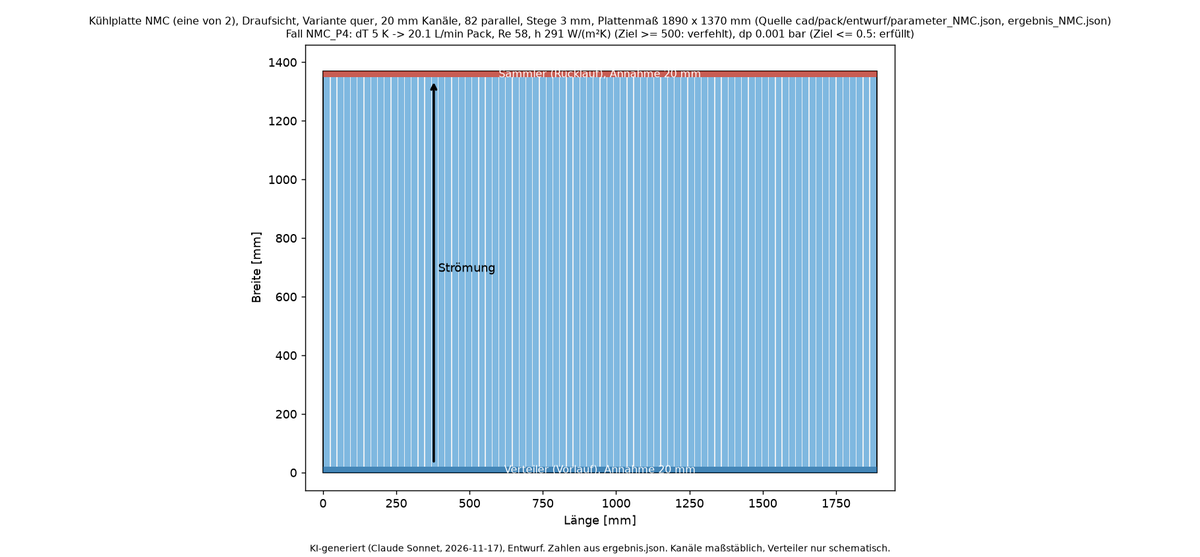 Kühlplatte NMC (eine von 2), Draufsicht, Variante quer, 20 mm Kanäle, 82 parallel, Stege 3 mm, Plattenmaß 1890 x 1370 mm (Quelle cad/pack/entwurf/parameter_NMC.json, ergebnis_NMC.json)
Fall NMC_P4: dT 5 K -> 20.1 L/min Pack, Re 58, h 291 W/(m²K) (Ziel >= 500: verfehlt), dp 0.001 bar (Ziel <= 0.5: erfüllt)
1400
Sammler (Rücklauf), Annahme 20 mm
1200
1000
800
Strömung
600
400
200
0
Verteiler (Vorlauf), Annahme 20 mm
Breite [mm]
0 250 500 750 1000 1250 1500 1750
Länge [mm]
KI-generiert (Claude Sonnet, 2026-11-17), Entwurf. Zahlen aus ergebnis.json. Kanäle maßstäblich, Verteiler nur schematisch.